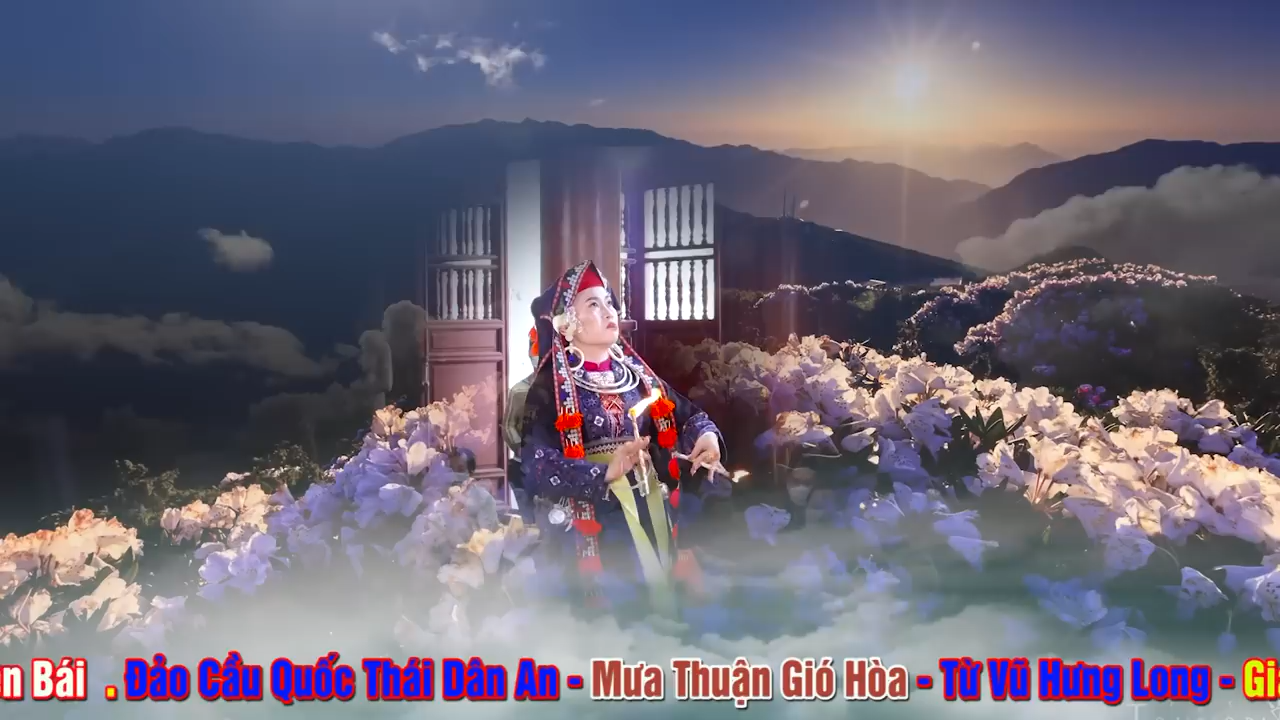 Bái . Đảo Cầu Quốc Thái Dân An - Mưa Thuận Gió Hòa - Từ Vũ Hưng Long -